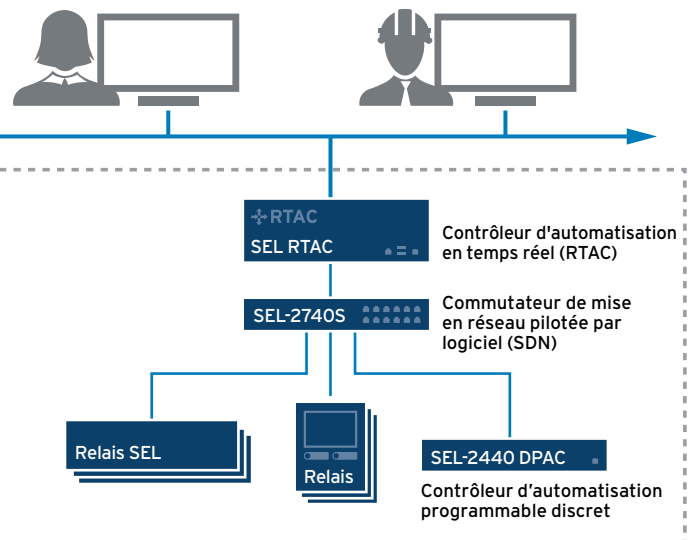 RTAC
SEL RTAC
Contrôleur d'automatisation
en temps réel (RTAC)
SEL-2740S
Commutateur de mise
en réseau pilotée par
logiciel (SDN)
Relais SEL
Relais
SEL-2440 DPAC
Contrôleur d’automatisation
programmable discret